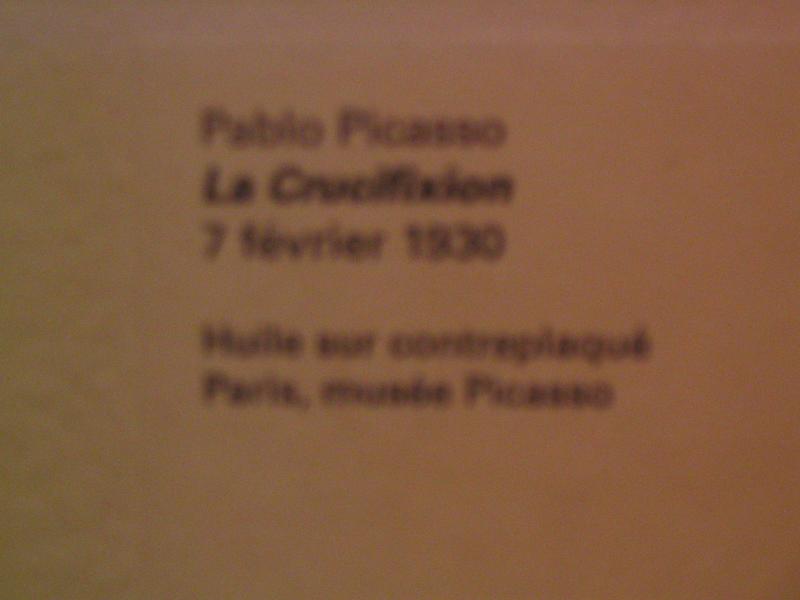 Pablo Picasso
La Crucifixion
7 février 1930
Huile sur contreplaqué
Paris, musée Picasso